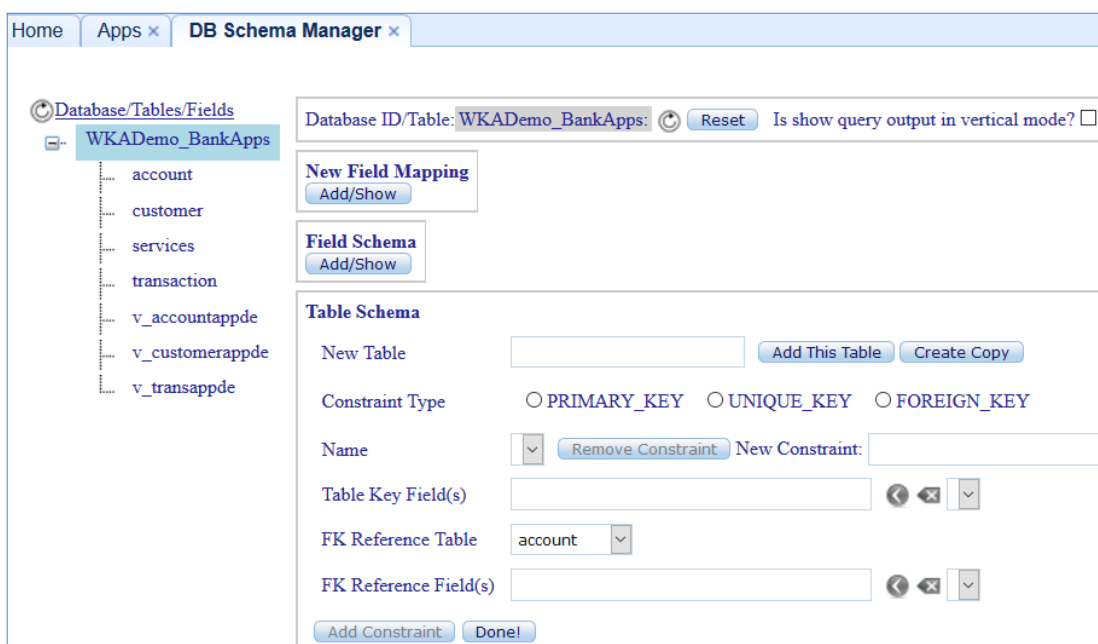 Home Apps × DB Schema Manager ×
Database/Tables/Fields
WKADemo_BankApps
account
customer
services
transaction
v_accountappde
v_customerappde
v_transappde
Database ID/Table: WKADemo_BankApps: Reset Is show query output in vertical mode?
New Field Mapping
Add/Show
Field Schema
Add/Show
Table Schema
New Table Add This Table Create Copy
Constraint Type PRIMARY_KEY UNIQUE_KEY FOREIGN_KEY
Name Remove Constraint New Constraint:
Table Key Field(s)
FK Reference Table account
FK Reference Field(s)
Add Constraint Done!